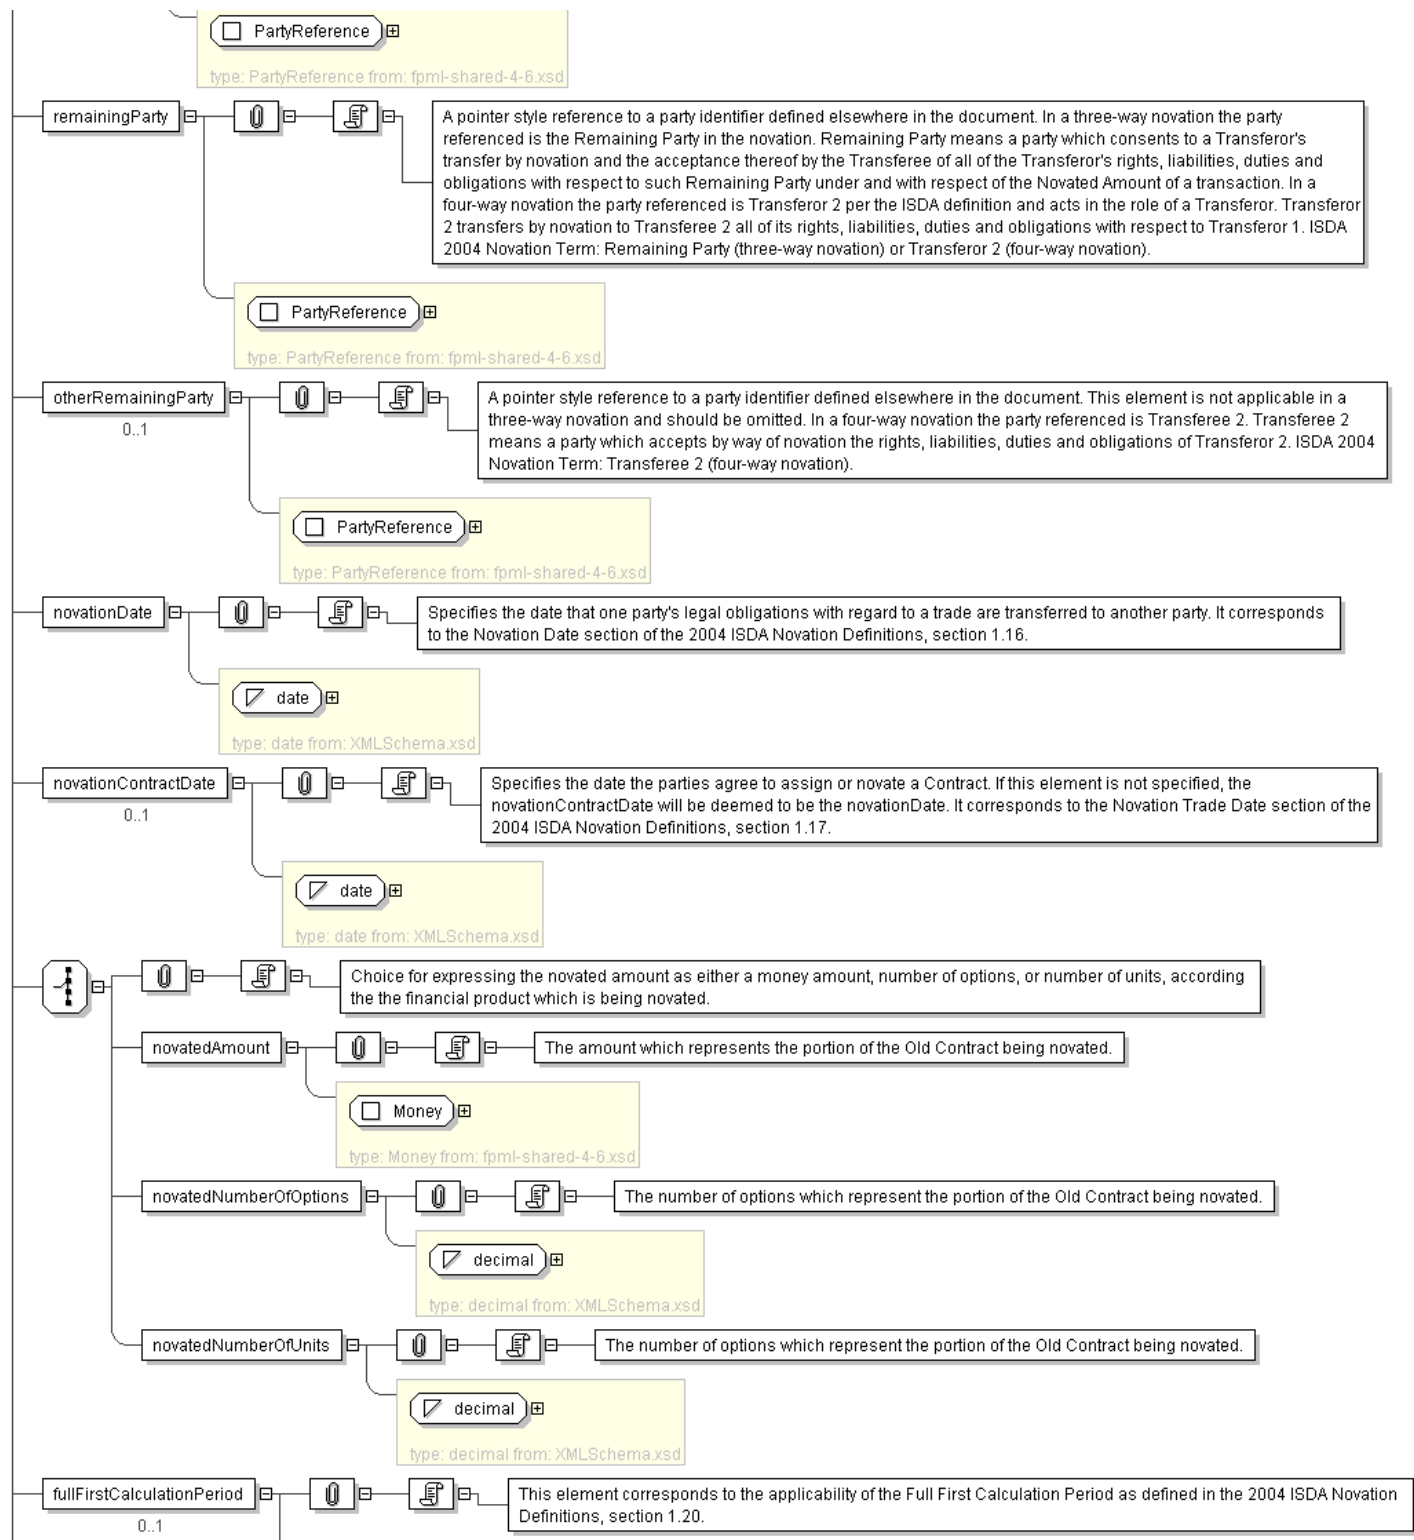 PartyReference
type: PartyReference from: fpml-shared-4-6.xsd
remainingParty
A pointer style reference to a party identifier defined elsewhere in the document. In a three-way novation the party
referenced is the Remaining Party in the novation. Remaining Party means a party which consents to a Transferor's
transfer by novation and the acceptance thereof by the Transferee of all of the Transferor's rights, liabilities, duties and
obligations with respect to such Remaining Party under and with respect of the Novated Amount of a transaction. In a
four-way novation the party referenced is Transferor 2 per the ISDA definition and acts in the role of a Transferor. Transferor
2 transfers by novation to Transferee 2 all of its rights, liabilities, duties and obligations with respect to Transferor 1. ISDA
2004 Novation Term: Remaining Party (three-way novation) or Transferor 2 (four-way novation).
PartyReference
type: PartyReference from: fpml-shared-4-6.xsd
otherRemainingParty
0..1
A pointer style reference to a party identifier defined elsewhere in the document. This element is not applicable in a
three-way novation and should be omitted. In a four-way novation the party referenced is Transferee 2. Transferee 2
means a party which accepts by way of novation the rights, liabilities, duties and obligations of Transferor 2. ISDA 2004
Novation Term: Transferee 2 (four-way novation).
PartyReference
type: PartyReference from: fpml-shared-4-6.xsd
novationDate
Specifies the date that one party's legal obligations with regard to a trade are transferred to another party. It corresponds
to the Novation Date section of the 2004 ISDA Novation Definitions, section 1.16.
date
type: date from: XMLSchema.xsd
novationContractDate
0..1
Specifies the date the parties agree to assign or novate a Contract. If this element is not specified, the
novationContractDate will be deemed to be the novationDate. It corresponds to the Novation Trade Date section of the
2004 ISDA Novation Definitions, section 1.17.
date
type: date from: XMLSchema.xsd
Choice for expressing the novated amount as either a money amount, number of options, or number of units, according
the the financial product which is being novated.
novatedAmount
The amount which represents the portion of the Old Contract being novated.
Money
type: Money from: fpml-shared-4-6.xsd
novatedNumberOfOptions
The number of options which represent the portion of the Old Contract being novated.
decimal
type: decimal from: XMLSchema.xsd
novatedNumberOfUnits
The number of options which represent the portion of the Old Contract being novated.
decimal
type: decimal from: XMLSchema.xsd
fullFirstCalculationPeriod
0..1
This element corresponds to the applicability of the Full First Calculation Period as defined in the 2004 ISDA Novation
Definitions, section 1.20.